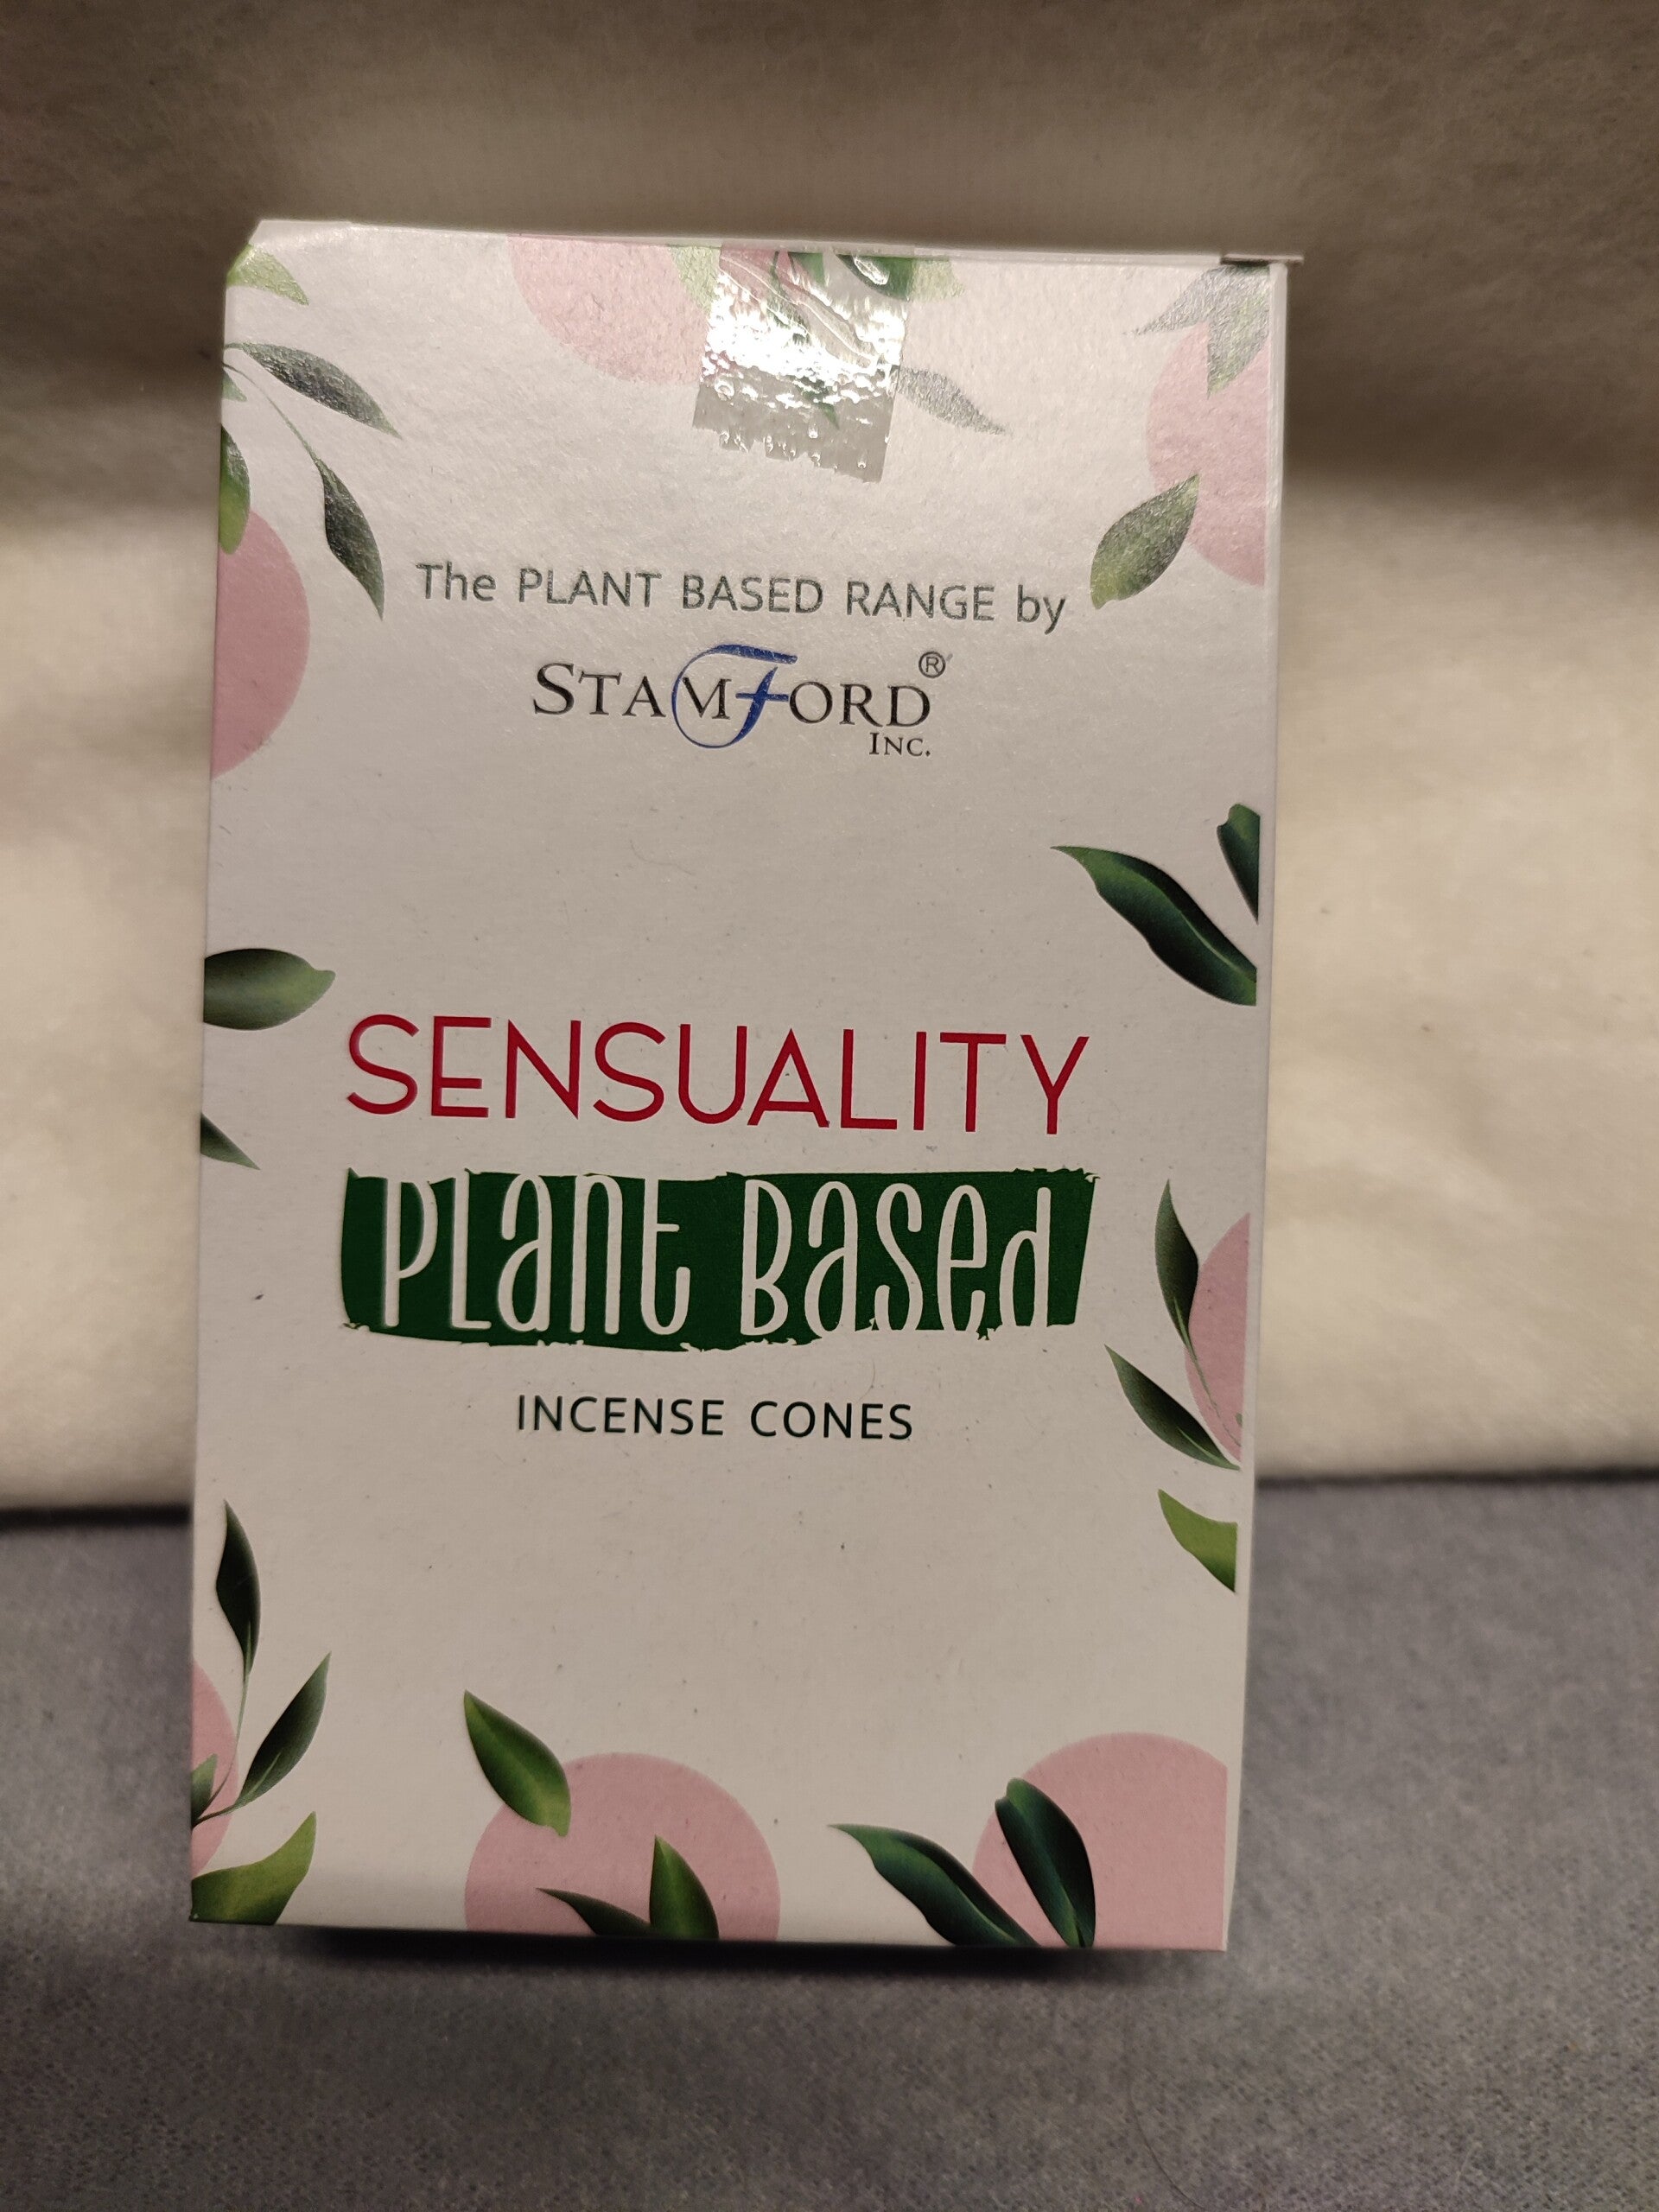 The PLANT BASED RANGE by
STAMFORD®
INC.
SENSUALITY
PLant Based
INCENSE CONES